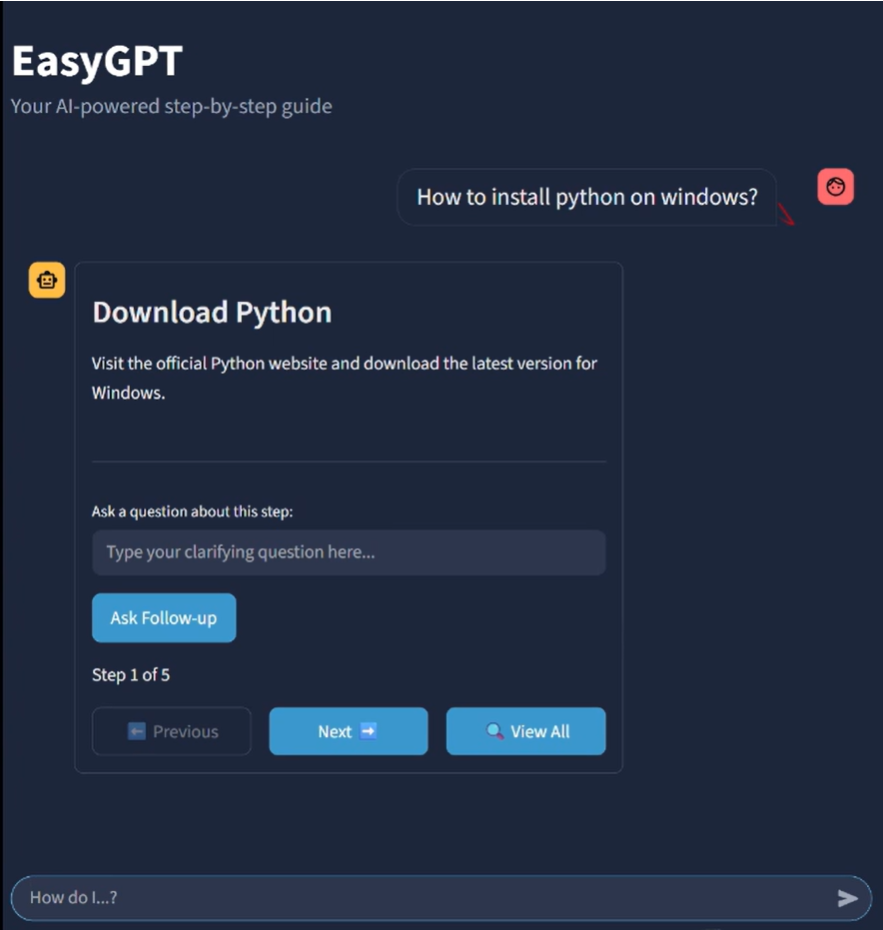 EasyGPT
Your AI-powered step-by-step guide
How to install python on windows?
Download Python
Visit the official Python website and download the latest version for
Windows.
Ask a question about this step:
Type your clarifying question here...
Ask Follow-up
Step 1 of 5
Previous
Next
View All
How do I...?